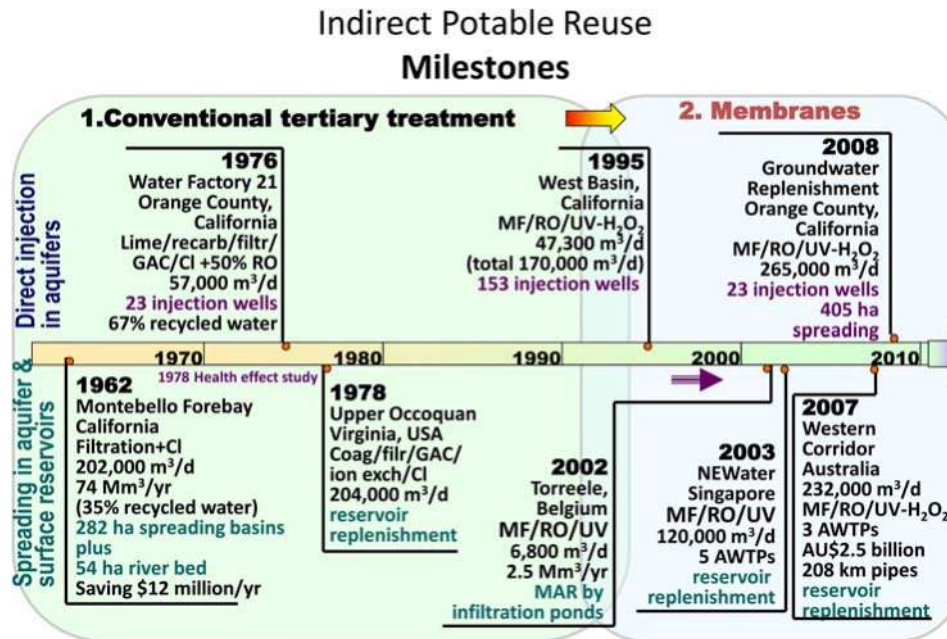 Indirect Potable Reuse
Milestones
1.Conventional tertiary treatment
2. Membranes
Direct injection
in aquifers
1976
Water Factory 21
Orange County,
California
Lime/recarb/filtr/
GAC/Cl +50% RO
57,000 m³/d
23 injection wells
67% recycled water
1995
West Basin,
California
MF/RO/UV-H₂O₂
47,300 m³/d
(total 170,000 m³/d)
153 injection wells
2008
Groundwater
Replenishment
Orange County,
California
MF/RO/UV-H₂O₂
265,000 m³/d
23 injection wells
405 ha
spreading
1970
1980
1990
2000
2010
1978 Health effect study
Spreading in aquifer &
surface reservoirs
1962
Montebello Forebay
California
Filtration+Cl
202,000 m³/d
74 Mm³/yr
(35% recycled water)
282 ha spreading basins
plus
54 ha river bed
Saving $12 million/yr
1978
Upper Occoquan
Virginia, USA
Coag/filr/GAC/
ion exch/Cl
204,000 m³/d
reservoir
replenishment
2002
Torreele,
Belgium
MF/RO/UV
6,800 m³/d
2.5 Mm³/yr
MAR by
infiltration ponds
2003
NEWater
Singapore
MF/RO/UV
120,000 m³/d
5 AWTPs
reservoir
replenishment
2007
Western
Corridor
Australia
232,000 m³/d
MF/RO/UV-H₂O₂
3 AWTPs
AU$2.5 billion
208 km pipes
reservoir
replenishment